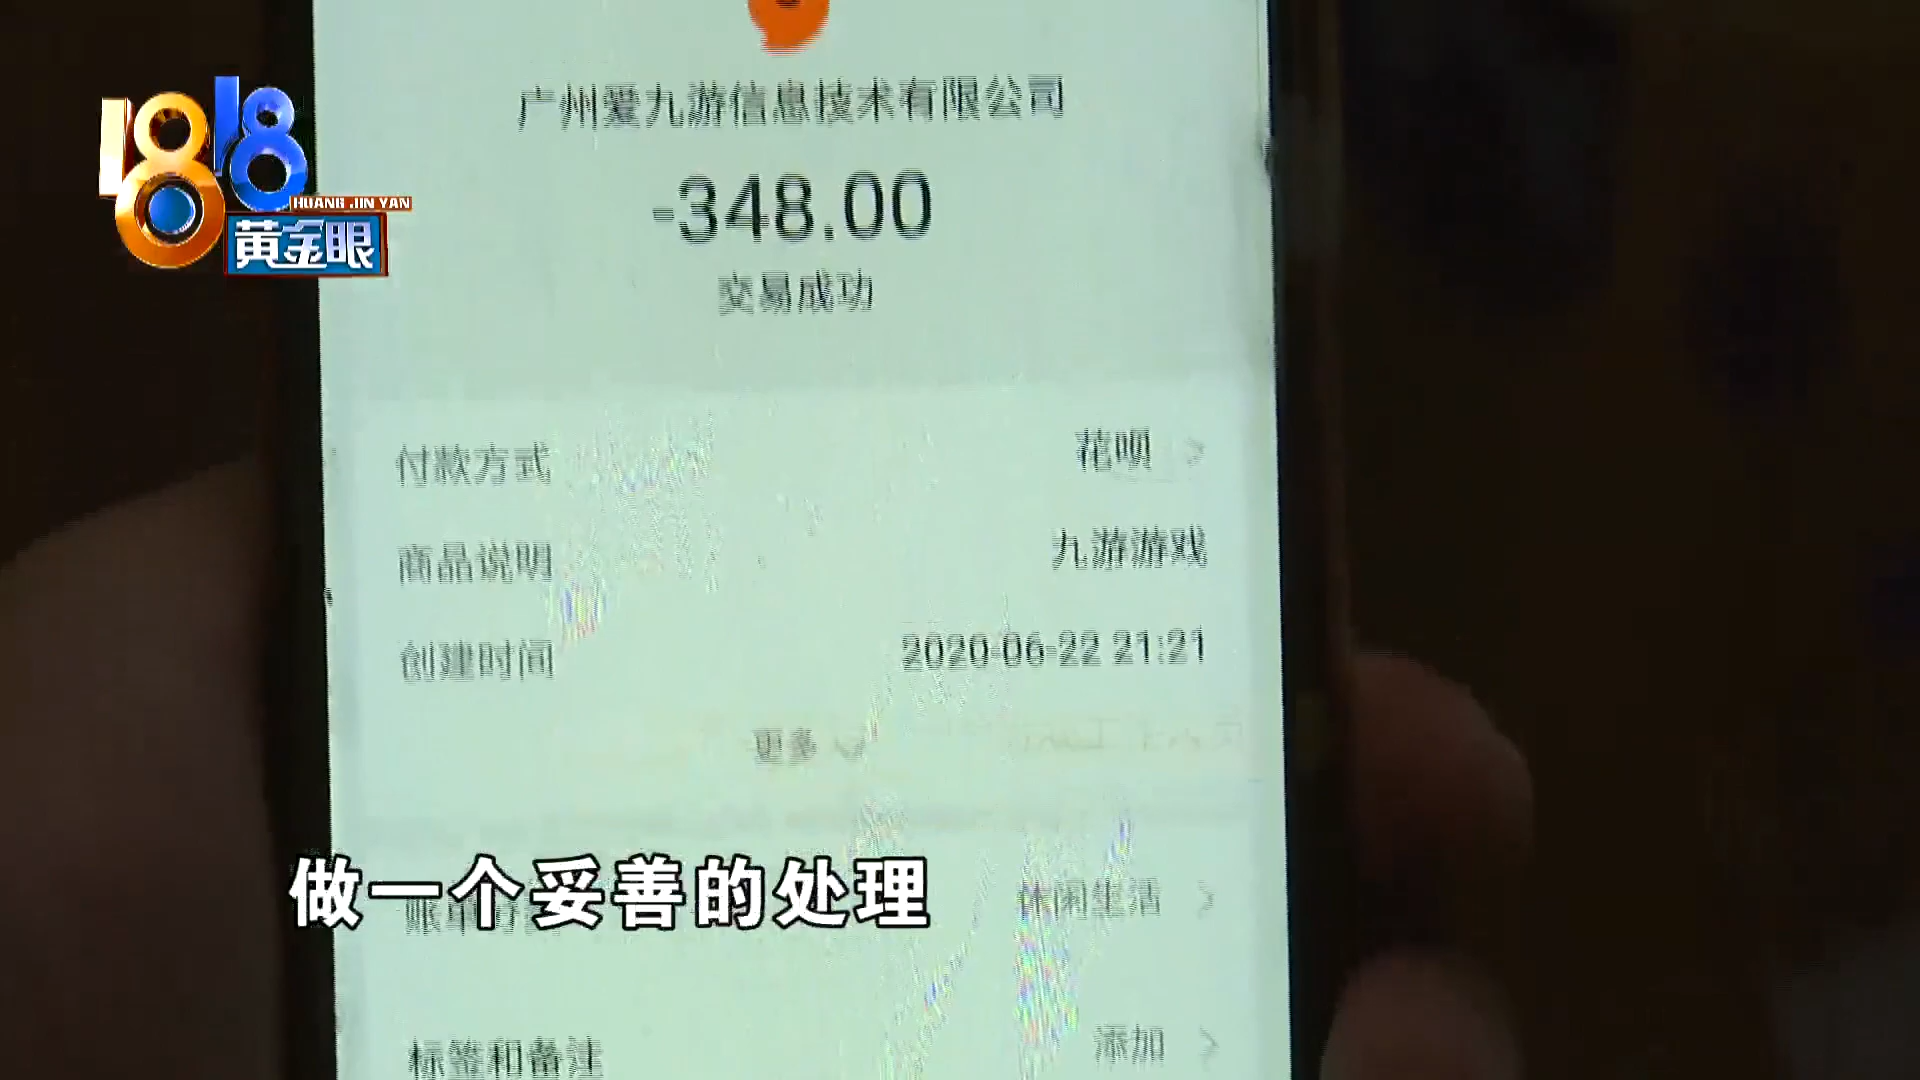 1818
HUANG JIN YAN
黄金眼
广州爱九游信息技术有限公司
-348.00
交易成功
付款方式 花呗
商品说明 九游游戏
创建时间 2020-06-22 21:21
更多
做一个妥善的处理
休闲生活
标签和备注 添加